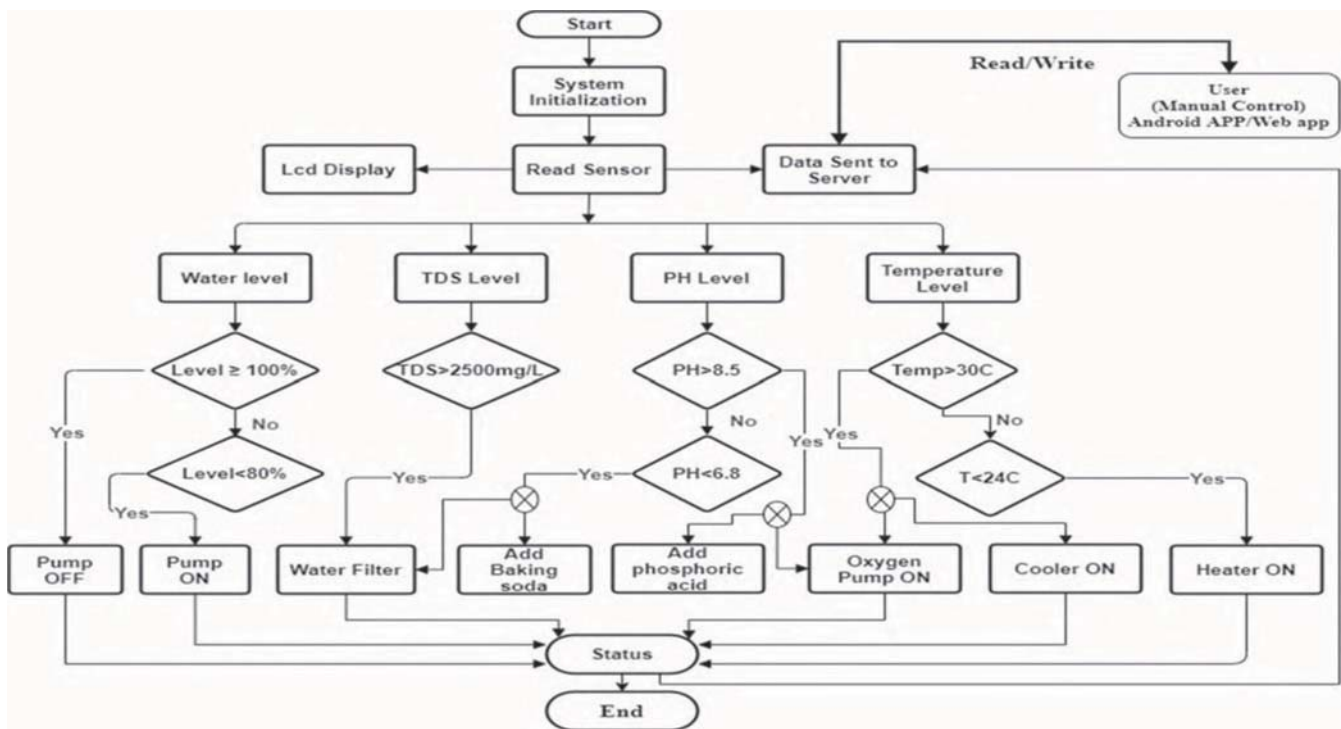 Start
Read/Write
System
Initialization
User
(Manual Control)
Android APP/Web app
Lcd Display
Read Sensor
Data Sent to
Server
Water level
TDS Level
PH Level
Temperature
Level
Level ≥ 100%
TDS>2500mg/L
PH>8.5
Temp>30C
Yes
No
No
Yes
Yes
No
Level<80%
Yes
Yes
PH<6.8
T<24C
Yes
Yes
Pump
OFF
Pump
ON
Water Filter
Add
Baking
soda
Add
phosphoric
acid
Oxygen
Pump ON
Cooler ON
Heater ON
Status
End